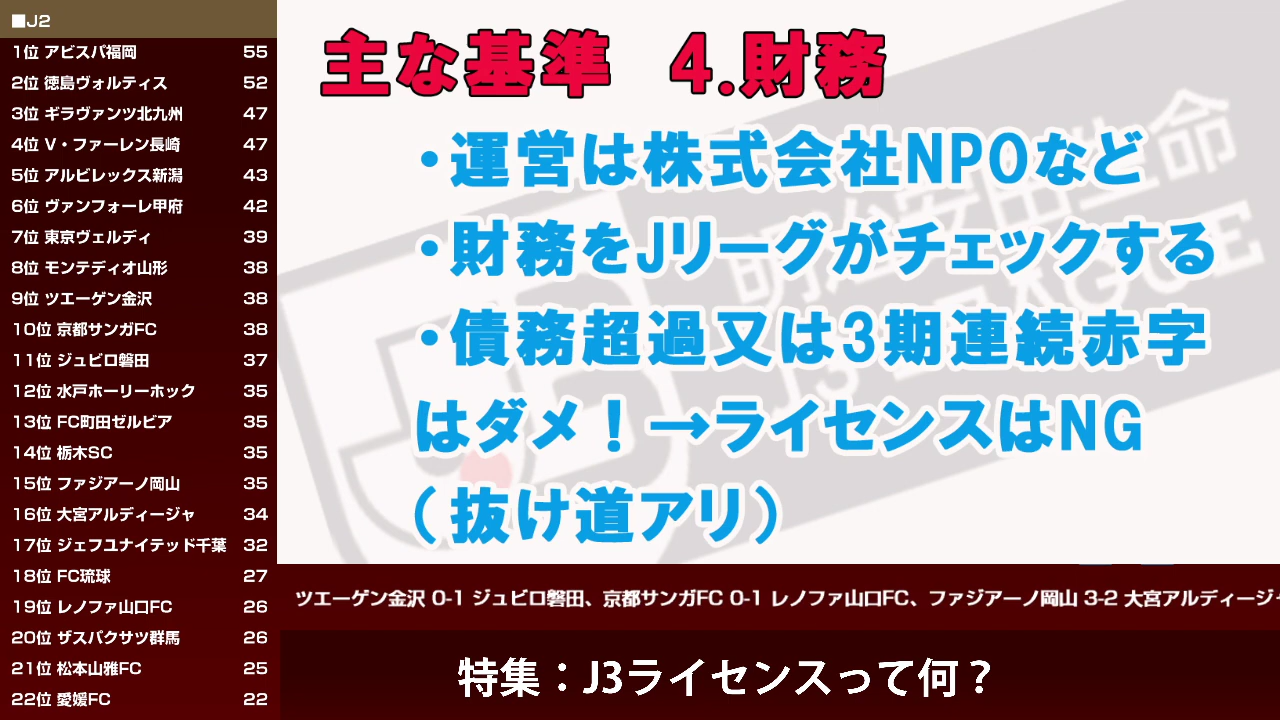 ■J2
1位 アビスパ福岡 55
2位 徳島ヴォルティス 52
3位 ギラヴァンツ北九州 47
4位 V・ファーレン長崎 47
5位 アルビレックス新潟 43
6位 ヴァンフォーレ甲府 42
7位 東京ヴェルディ 39
8位 モンテディオ山形 38
9位 ツエーゲン金沢 38
10位 京都サンガFC 38
11位 ジュビロ磐田 37
12位 水戸ホーリーホック 35
13位 FC町田ゼルビア 35
14位 栃木SC 35
15位 ファジアーノ岡山 35
16位 大宮アルディージャ 34
17位 ジェフユナイテッド千葉 32
18位 FC琉球 27
19位 レノファ山口FC 26
20位 ザスパクサツ群馬 26
21位 松本山雅FC 25
22位 愛媛FC 22
主な基準 4.財務
・運営は株式会社NPOなど
・財務をJリーグがチェックする
・債務超過又は3期連続赤字
はダメ！→ライセンスはNG
（抜け道アリ）
明治安田生命
J3 LEAGUE
ツエーゲン金沢 0-1 ジュビロ磐田、京都サンガFC 0-1 レノファ山口FC、ファジアーノ岡山 3-2 大宮アルディージャ
特集：J3ライセンスって何？